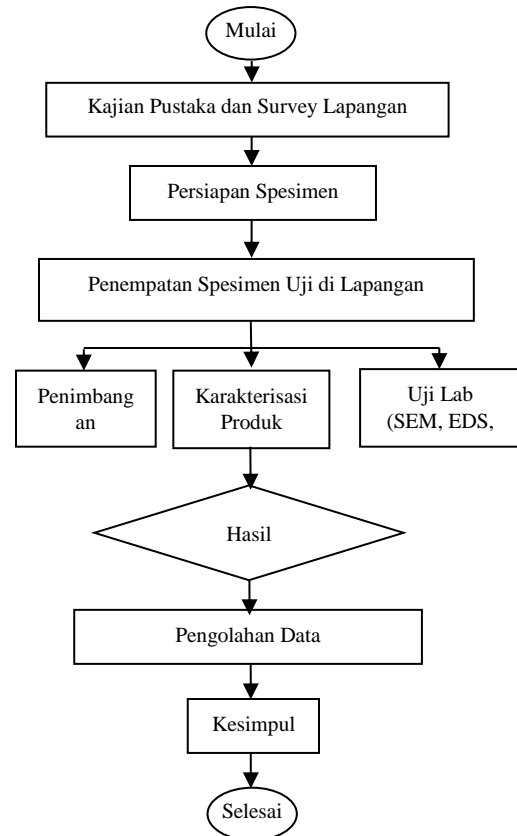 Mulai
Kajian Pustaka dan Survey Lapangan
Persiapan Spesimen
Penempatan Spesimen Uji di Lapangan
Penimbang
an
Karakterisasi
Produk
Uji Lab
(SEM, EDS,
Hasil
Pengolahan Data
Kesimpul
Selesai